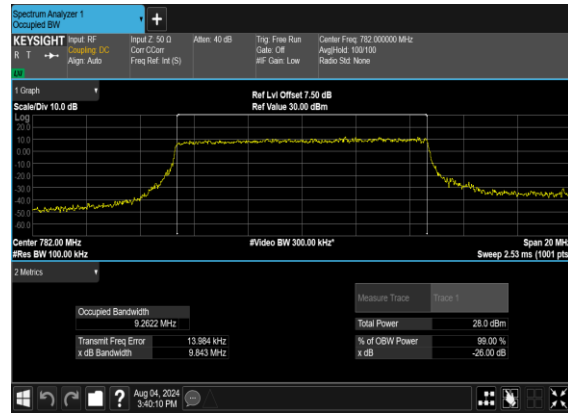 Spectrum Analyzer 1
Occupied BW
+
KEYSIGHT
R T
LXI
Input: RF
Coupling: DC
Align: Auto
Input Z: 50 Ω
Corr CCorr
Freq Ref: Int (S)
Atten: 40 dB
Trig: Free Run
Gate: Off
#IF Gain: Low
Center Freq: 782.000000 MHz
Avg|Hold: 100/100
Radio Std: None
1 Graph
Scale/Div 10.0 dB
Ref Lvl Offset 7.50 dB
Ref Value 30.00 dBm
Log
20.0
10.0
0.00
-10.0
-20.0
-30.0
-40.0
-50.0
-60.0
Center 782.00 MHz
#Res BW 100.00 kHz
#Video BW 300.00 kHz*
Span 20 MHz
Sweep 2.53 ms (1001 pts
2 Metrics
Measure Trace Trace 1
Occupied Bandwidth
9.2622 MHz
Total Power 28.0 dBm
Transmit Freq Error 13.984 kHz
% of OBW Power 99.00 %
x dB Bandwidth 9.843 MHz
x dB -26.00 dB
?
Aug 04, 2024
3:40:10 PM